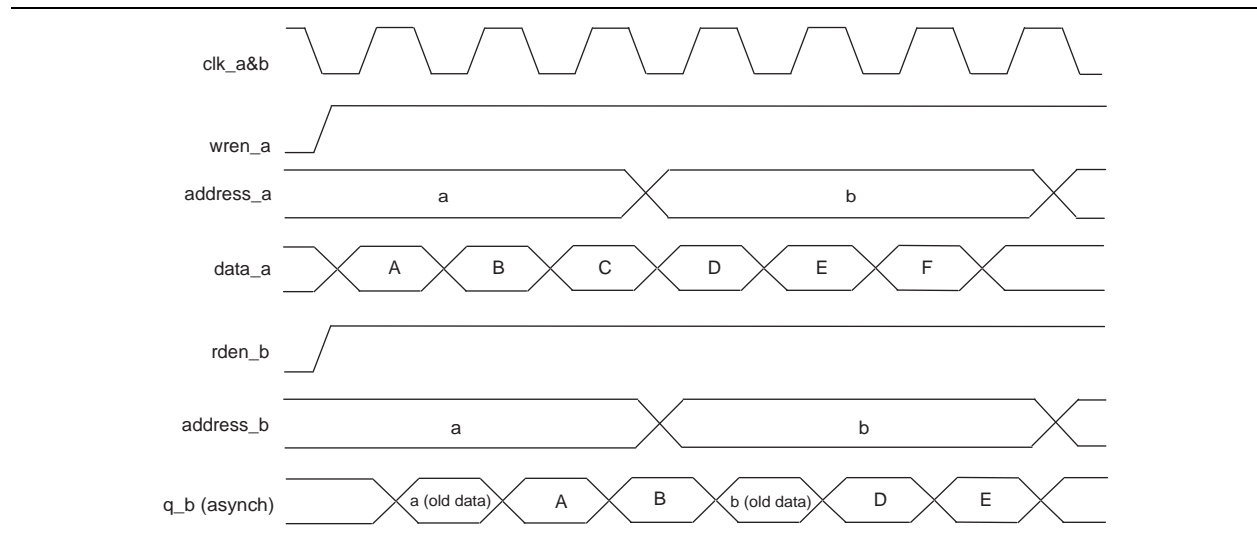 clk_a&b
wren_a
address_a a b
data_a A B C D E F
rden_b
address_b a b
q_b (asynch) a (old data) A B b (old data) D E